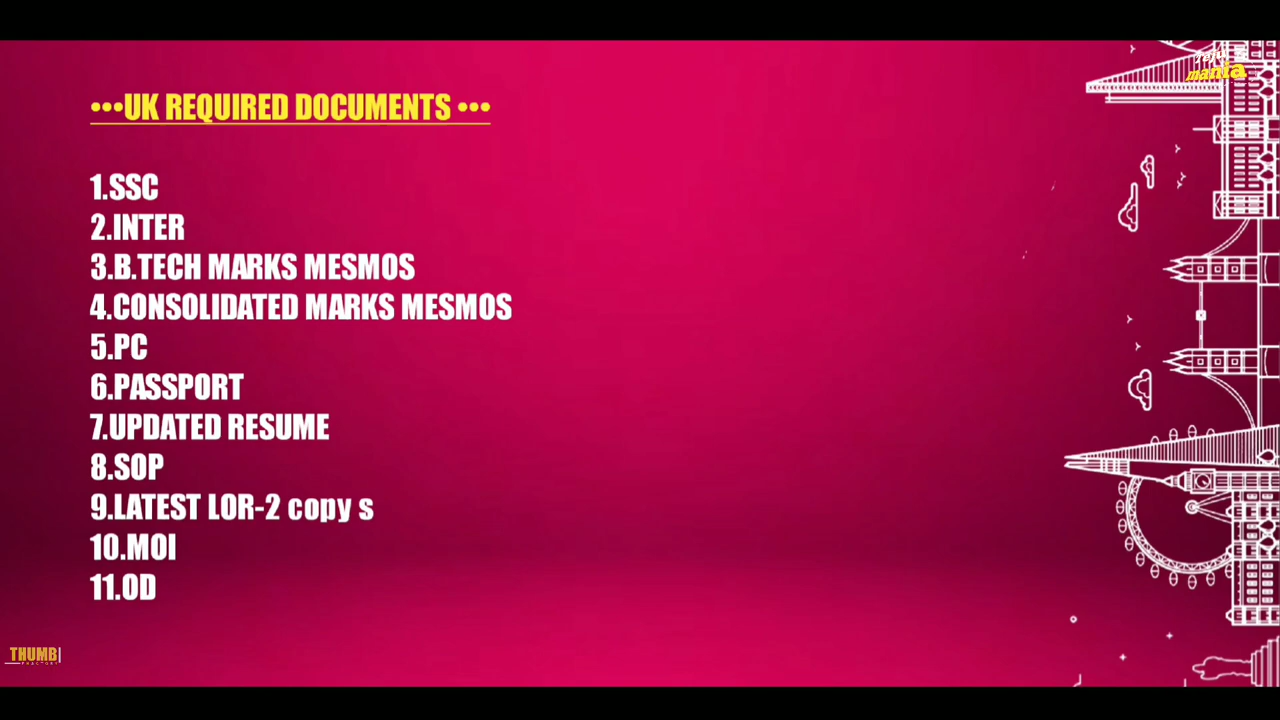 mania
•••UK REQUIRED DOCUMENTS •••
1.SSC
2.INTER
3.B.TECH MARKS MESMOS
4.CONSOLIDATED MARKS MESMOS
5.PC
6.PASSPORT
7.UPDATED RESUME
8.SOP
9.LATEST LOR-2 copy s
10.MOI
11.OD
THUMB